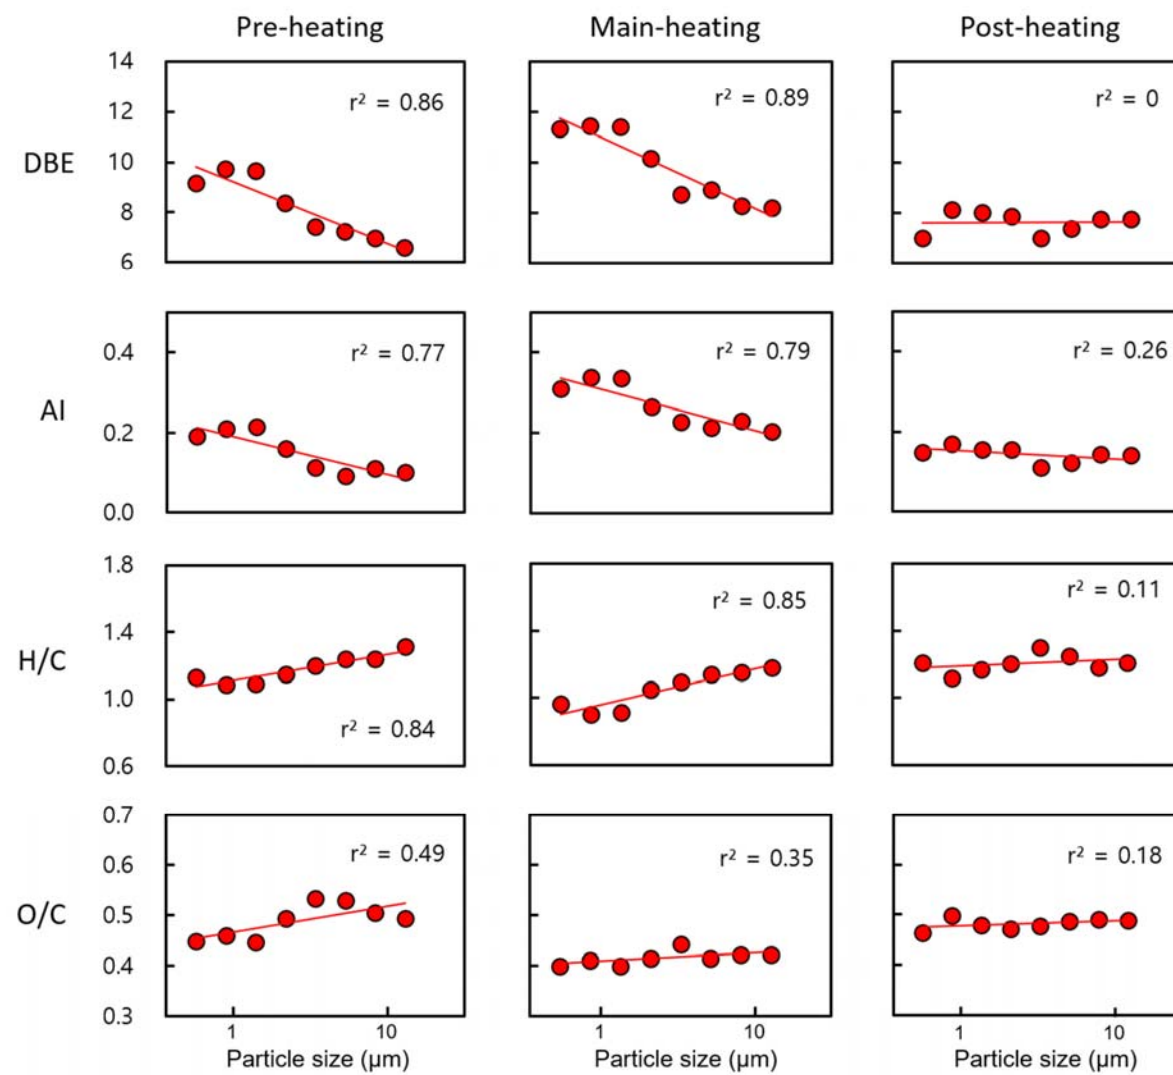 Pre-heating Main-heating Post-heating
14
12
DBE 10
8
6
r² = 0.86 r² = 0.89 r² = 0
0.4
AI 0.2
0.0
r² = 0.77 r² = 0.79 r² = 0.26
1.8
1.4
H/C 1.0
0.6
r² = 0.84 r² = 0.85 r² = 0.11
0.7
0.6
O/C 0.5
0.4
0.3
r² = 0.49 r² = 0.35 r² = 0.18
1 10 1 10 1 10
Particle size (µm) Particle size (µm) Particle size (µm)